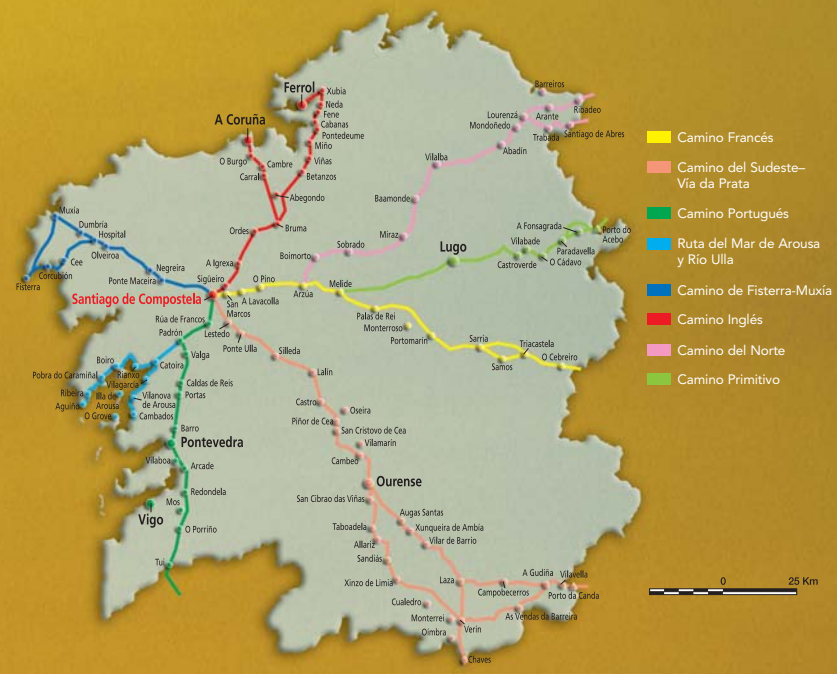 Ferrol
Xubia
Neda
Fene
Cabanas
Pontedeume
Miño
Viñas
Betanzos
A Coruña
O Burgo
Cambre
Carral
Abegondo
Bruma
Ordes
A Igrexa
Sigüeiro
Barreiros
Ribadeo
Lourenzá
Arante
Mondoñedo
Trabada
Santiago de Abres
Abadín
Vilalba
Baamonde
Miraz
Sobrado
Boimorto
Muxía
Dumbría
Hospital
Olveiroa
Cee
Corcubión
Fisterra
Negreira
Ponte Maceira
Santiago de Compostela
San
Marcos
A Lavacolla
O Pino
Arzúa
Melide
Lugo
A Fonsagrada
Porto do
Acebo
Vilabade
Paradavella
Castroverde
O Cádavo
Palas de Rei
Monterroso
Portomarín
Sarria
Triacastela
Samos
O Cebreiro
Rúa de Francos
Lestedo
Padrón
Ponte Ulla
Silleda
Lalín
Valga
Catoira
Boiro
Rianxo
Pobra do Caramiñal
Vilagarcía
Ribeira
Illa de
Arousa
Aguiño
O Grove
Vilanova
de Arousa
Cambados
Caldas de Reis
Portas
Barro
Pontevedra
Vilaboa
Arcade
Redondela
Mos
Vigo
O Porriño
Tui
Castro
Oseira
Piñor de Cea
San Cristovo de Cea
Vilamarín
Cambeo
Ourense
San Cibrao das Viñas
Augas Santas
Xunqueira de Ambía
Vilar de Barrio
Taboadela
Allariz
Sandiás
Xinzo de Limia
Laza
Campobecerros
A Gudiña
Vilavella
Porto da Canda
As Vendas da Barreira
Cualedro
Monterrei
Verín
Oímbra
Chaves
Camino Francés
Camino del Sudeste–
Vía da Prata
Camino Portugués
Ruta del Mar de Arousa
y Río Ulla
Camino de Fisterra-Muxía
Camino Inglés
Camino del Norte
Camino Primitivo
0
25 Km